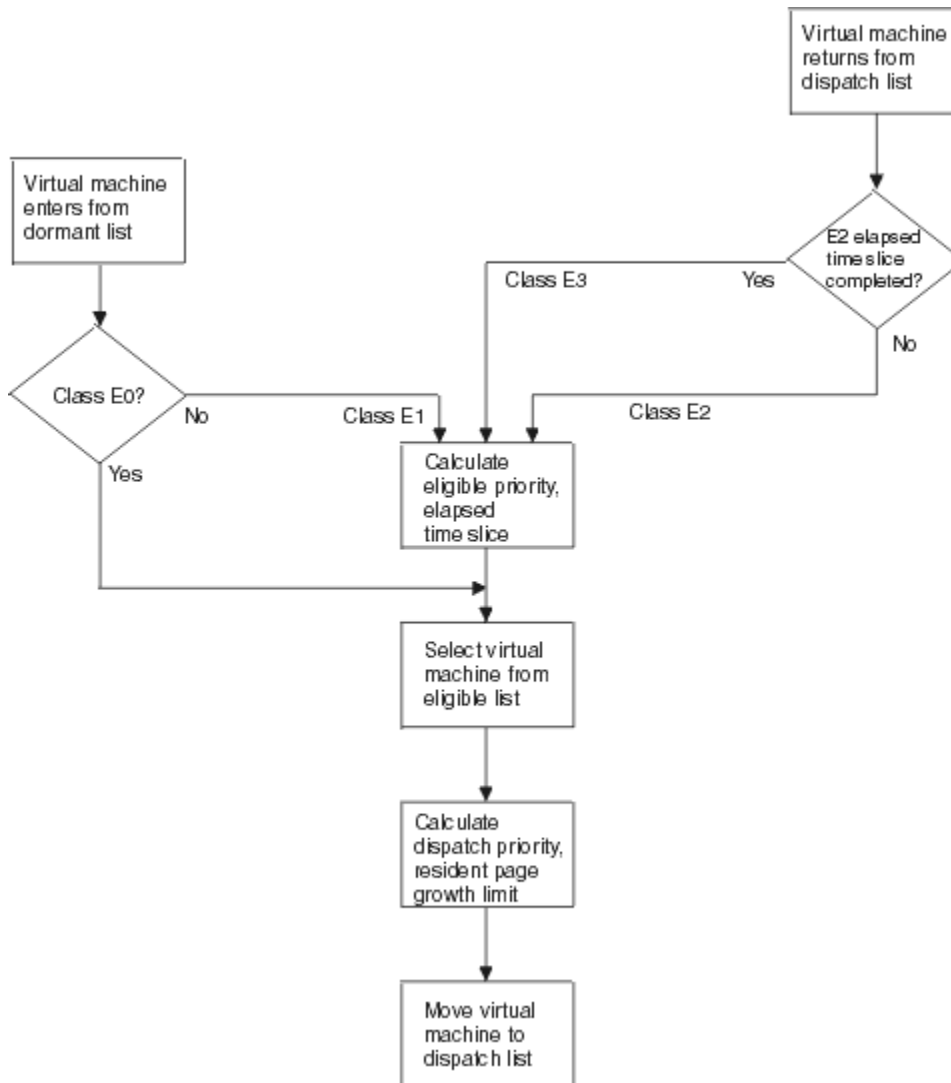 Virtual machine
returns from
dispatch list
Virtual machine
enters from
dormant list
E2 elapsed
time slice
completed?
Class E3
Yes
No
Class E0?
No
Class E1
Class E2
Yes
Calculate
eligible priority,
elapsed
time slice
Select virtual
machine from
eligible list
Calculate
dispatch priority,
resident page
growth limit
Move virtual
machine to
dispatch list